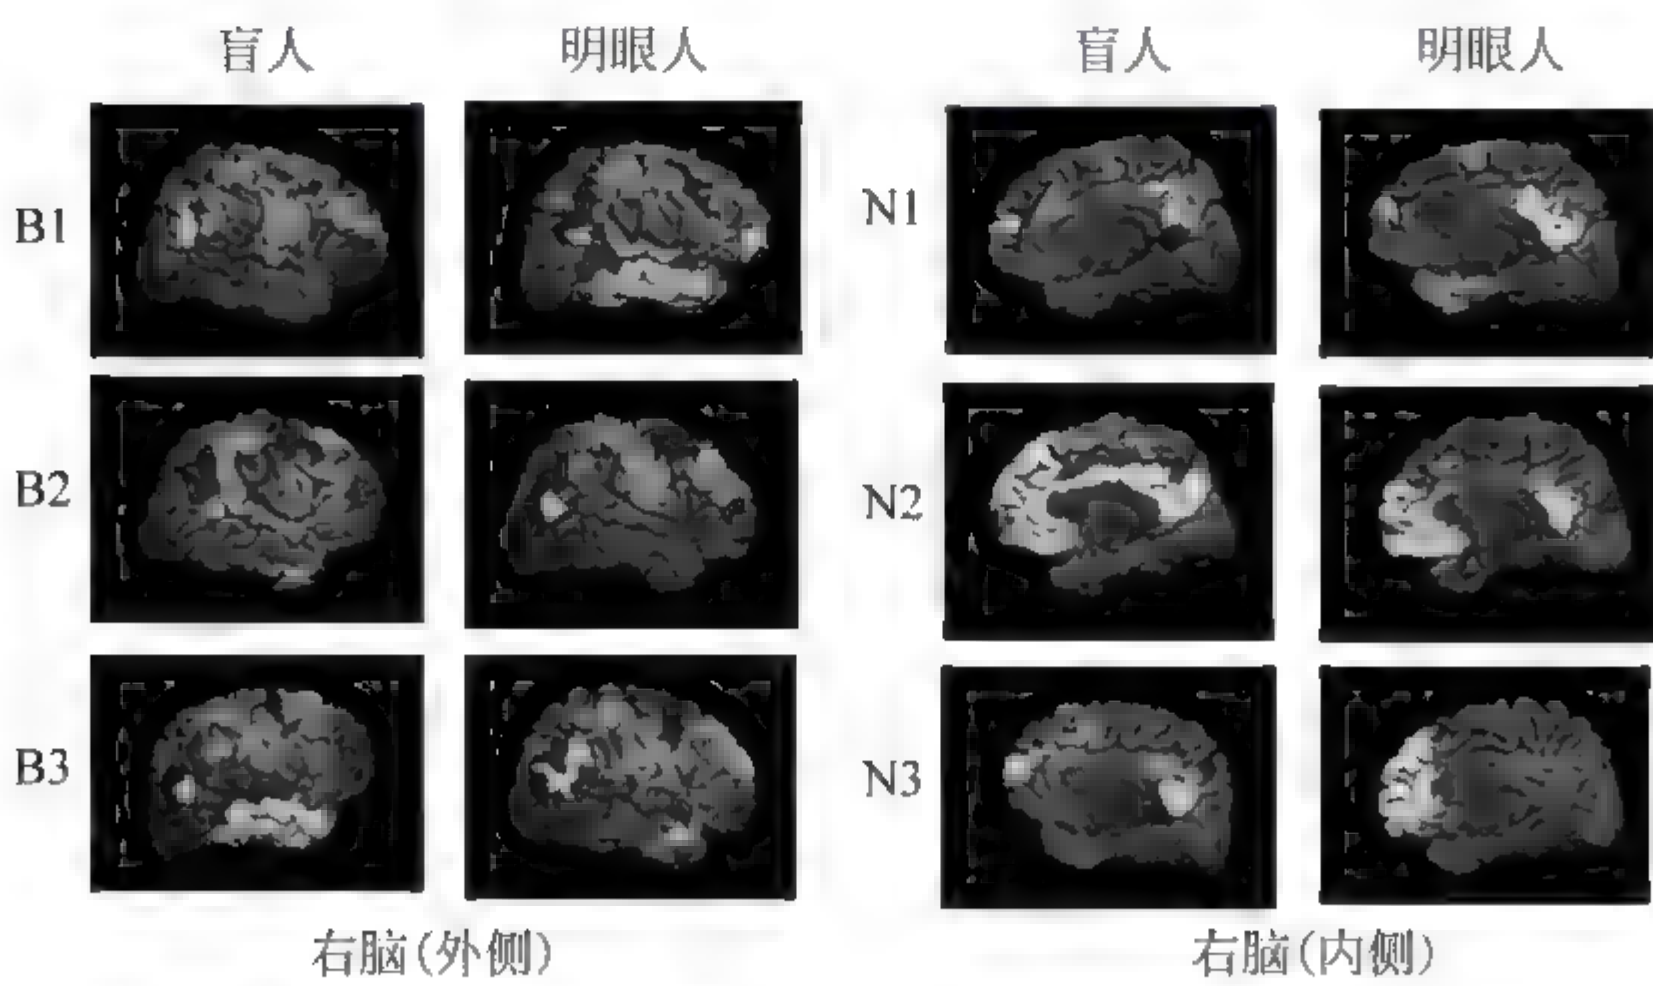 盲人 明眼人 盲人 明眼人
B1 N1
B2 N2
B3 N3
右脑(外侧) 右脑(内侧)